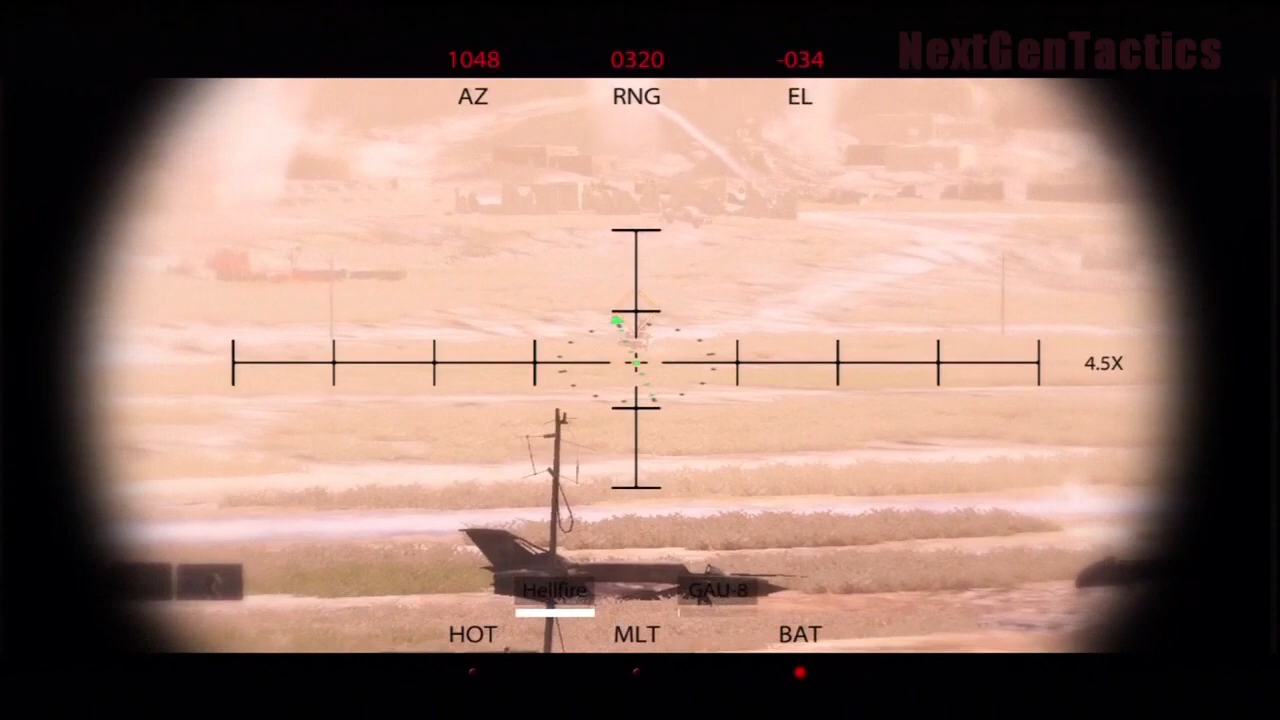 NextGenTactics
1048 0320 -034
AZ RNG EL
4.5X
Hellfire GAU-8
HOT MLT BAT